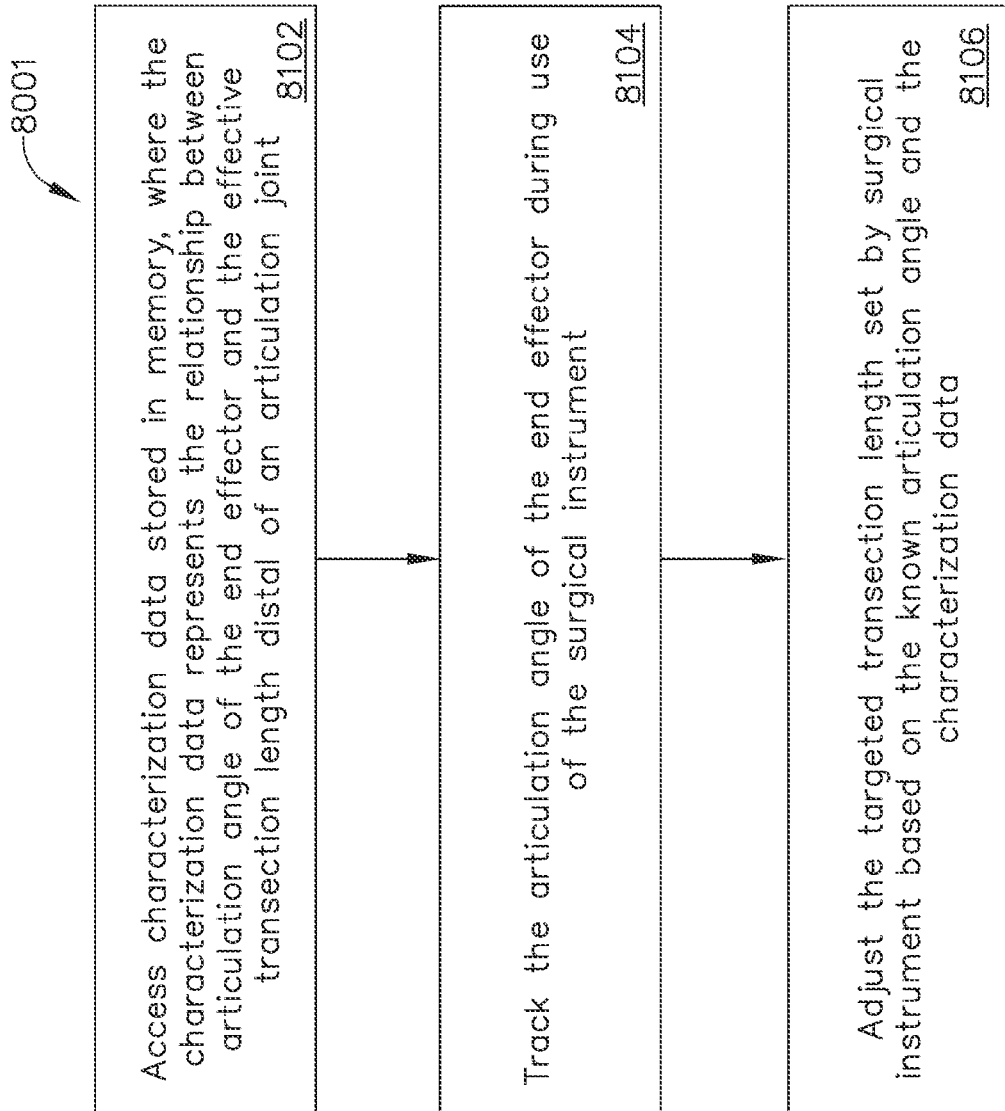 8001
Access characterization data stored in memory, where the
characterization data represents the relationship between
articulation angle of the end effector and the effective
transection length distal of an articulation joint
8102
Track the articulation angle of the end effector during use
of the surgical instrument
8104
Adjust the targeted transection length set by surgical
instrument based on the known articulation angle and the
characterization data
8106